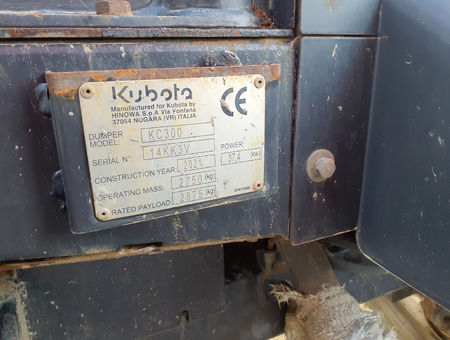 Kubota
Manufactured for Kubota by
HINOWA S.p.A Via Fontana
37054 NUGARA (VR) ITALIA
CE
DUMPER MODEL: KC300
SERIAL N° 14KK3V
POWER 37,4 (kW)
CONSTRUCTION YEAR 2021
OPERATING MASS: 2750 (kg)
RATED PAYLOAD: 2875 (kg)